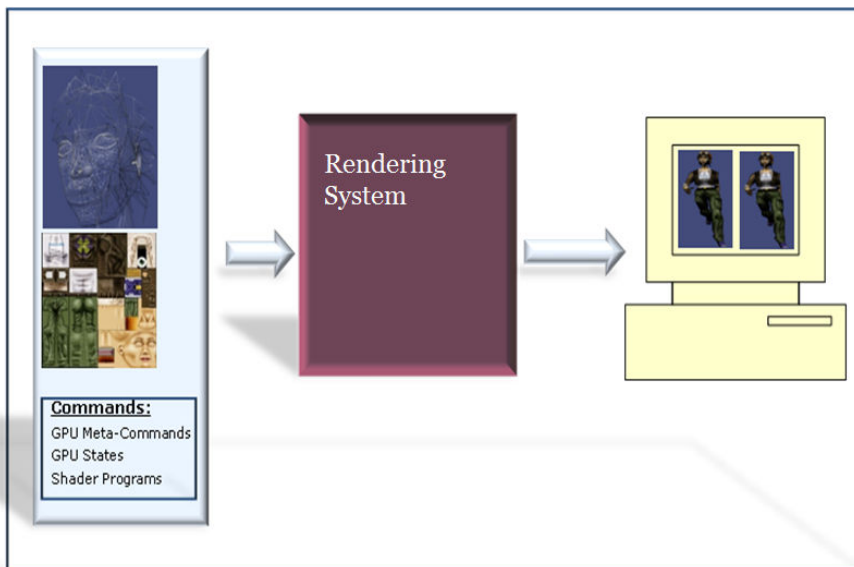 Rendering
System
Commands:
GPU Meta-Commands
GPU States
Shader Programs